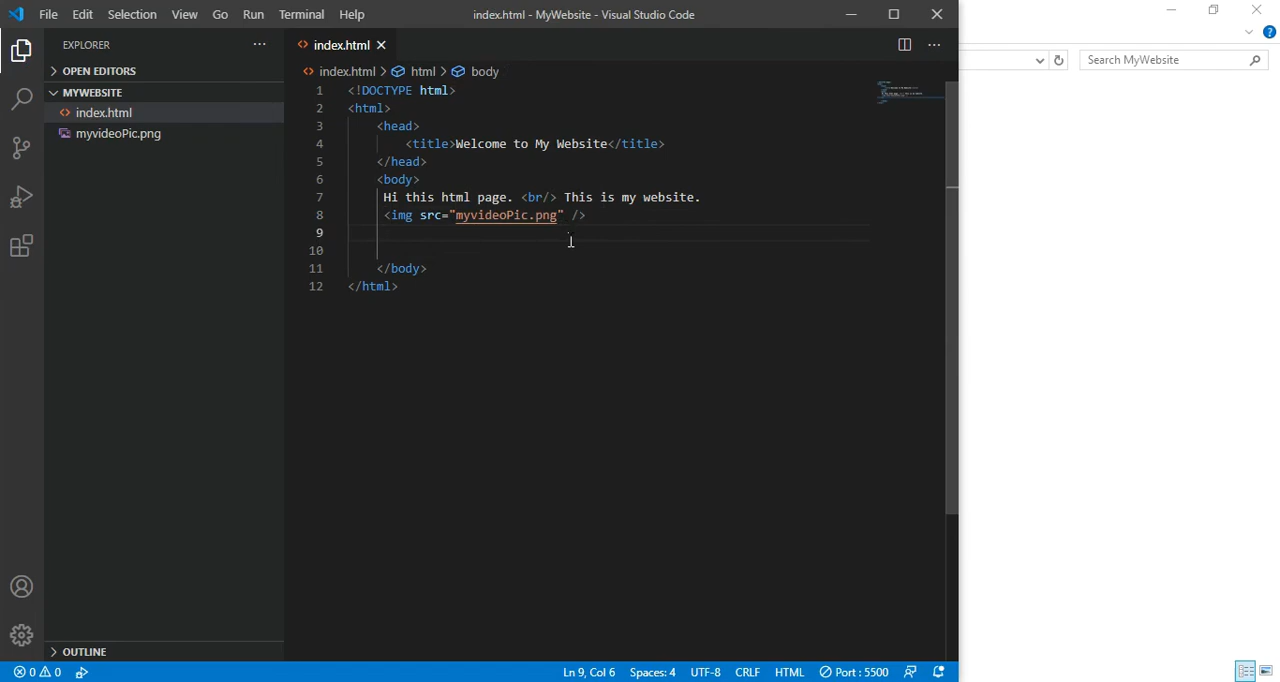 File Edit Selection View Go Run Terminal Help index.html - MyWebsite - Visual Studio Code
EXPLORER ··· index.html
Search MyWebsite
OPEN EDITORS index.html > html > body
MYWEBSITE
index.html
myvideoPic.png
1 <!DOCTYPE html>
2 <html>
3 <head>
4 <title>Welcome to My Website</title>
5 </head>
6 <body>
7 Hi this html page. <br/> This is my website.
8 <img src="myvideoPic.png" />
9
10
11 </body>
12 </html>
OUTLINE
0 0 Ln 9, Col 6 Spaces: 4 UTF-8 CRLF HTML Port : 5500